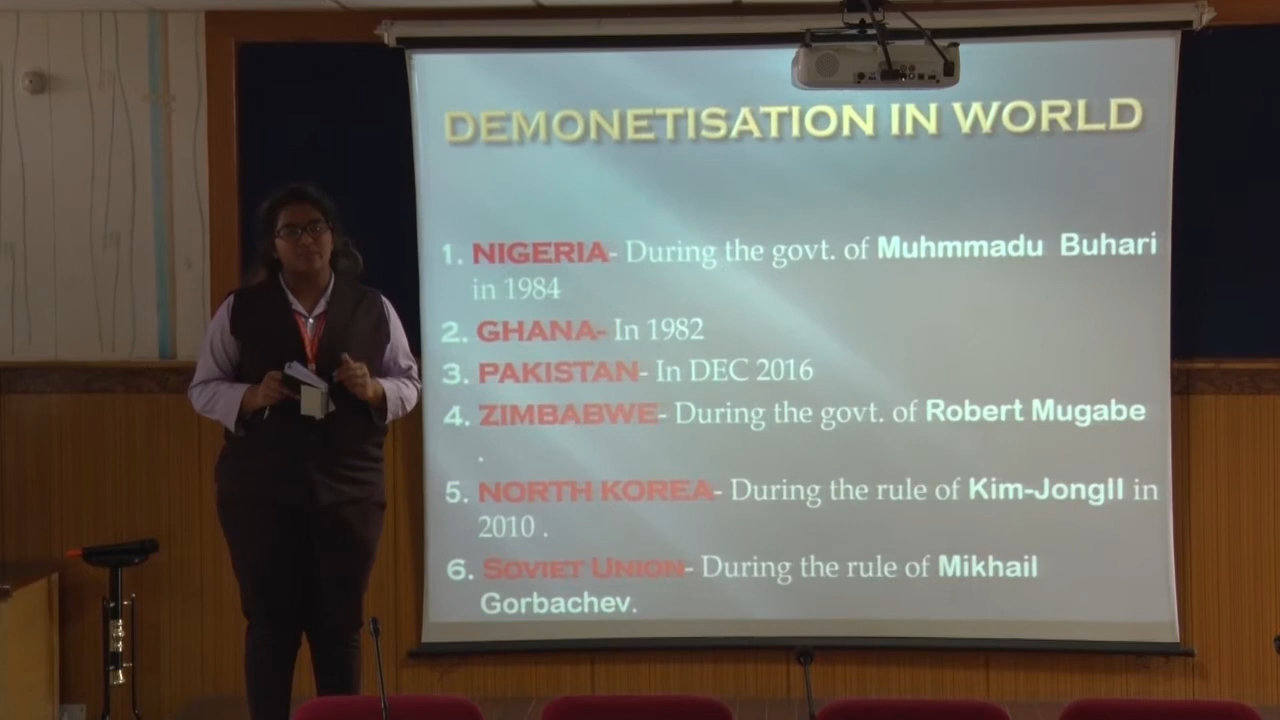 DEMONETISATION IN WORLD
1. NIGERIA- During the govt. of Muhmmadu Buhari
in 1984
2. GHANA- In 1982
3. PAKISTAN- In DEC 2016
4. ZIMBABWE- During the govt. of Robert Mugabe
.
5. NORTH KOREA- During the rule of Kim-JongII in
2010 .
6. SOVIET UNION- During the rule of Mikhail
Gorbachev.